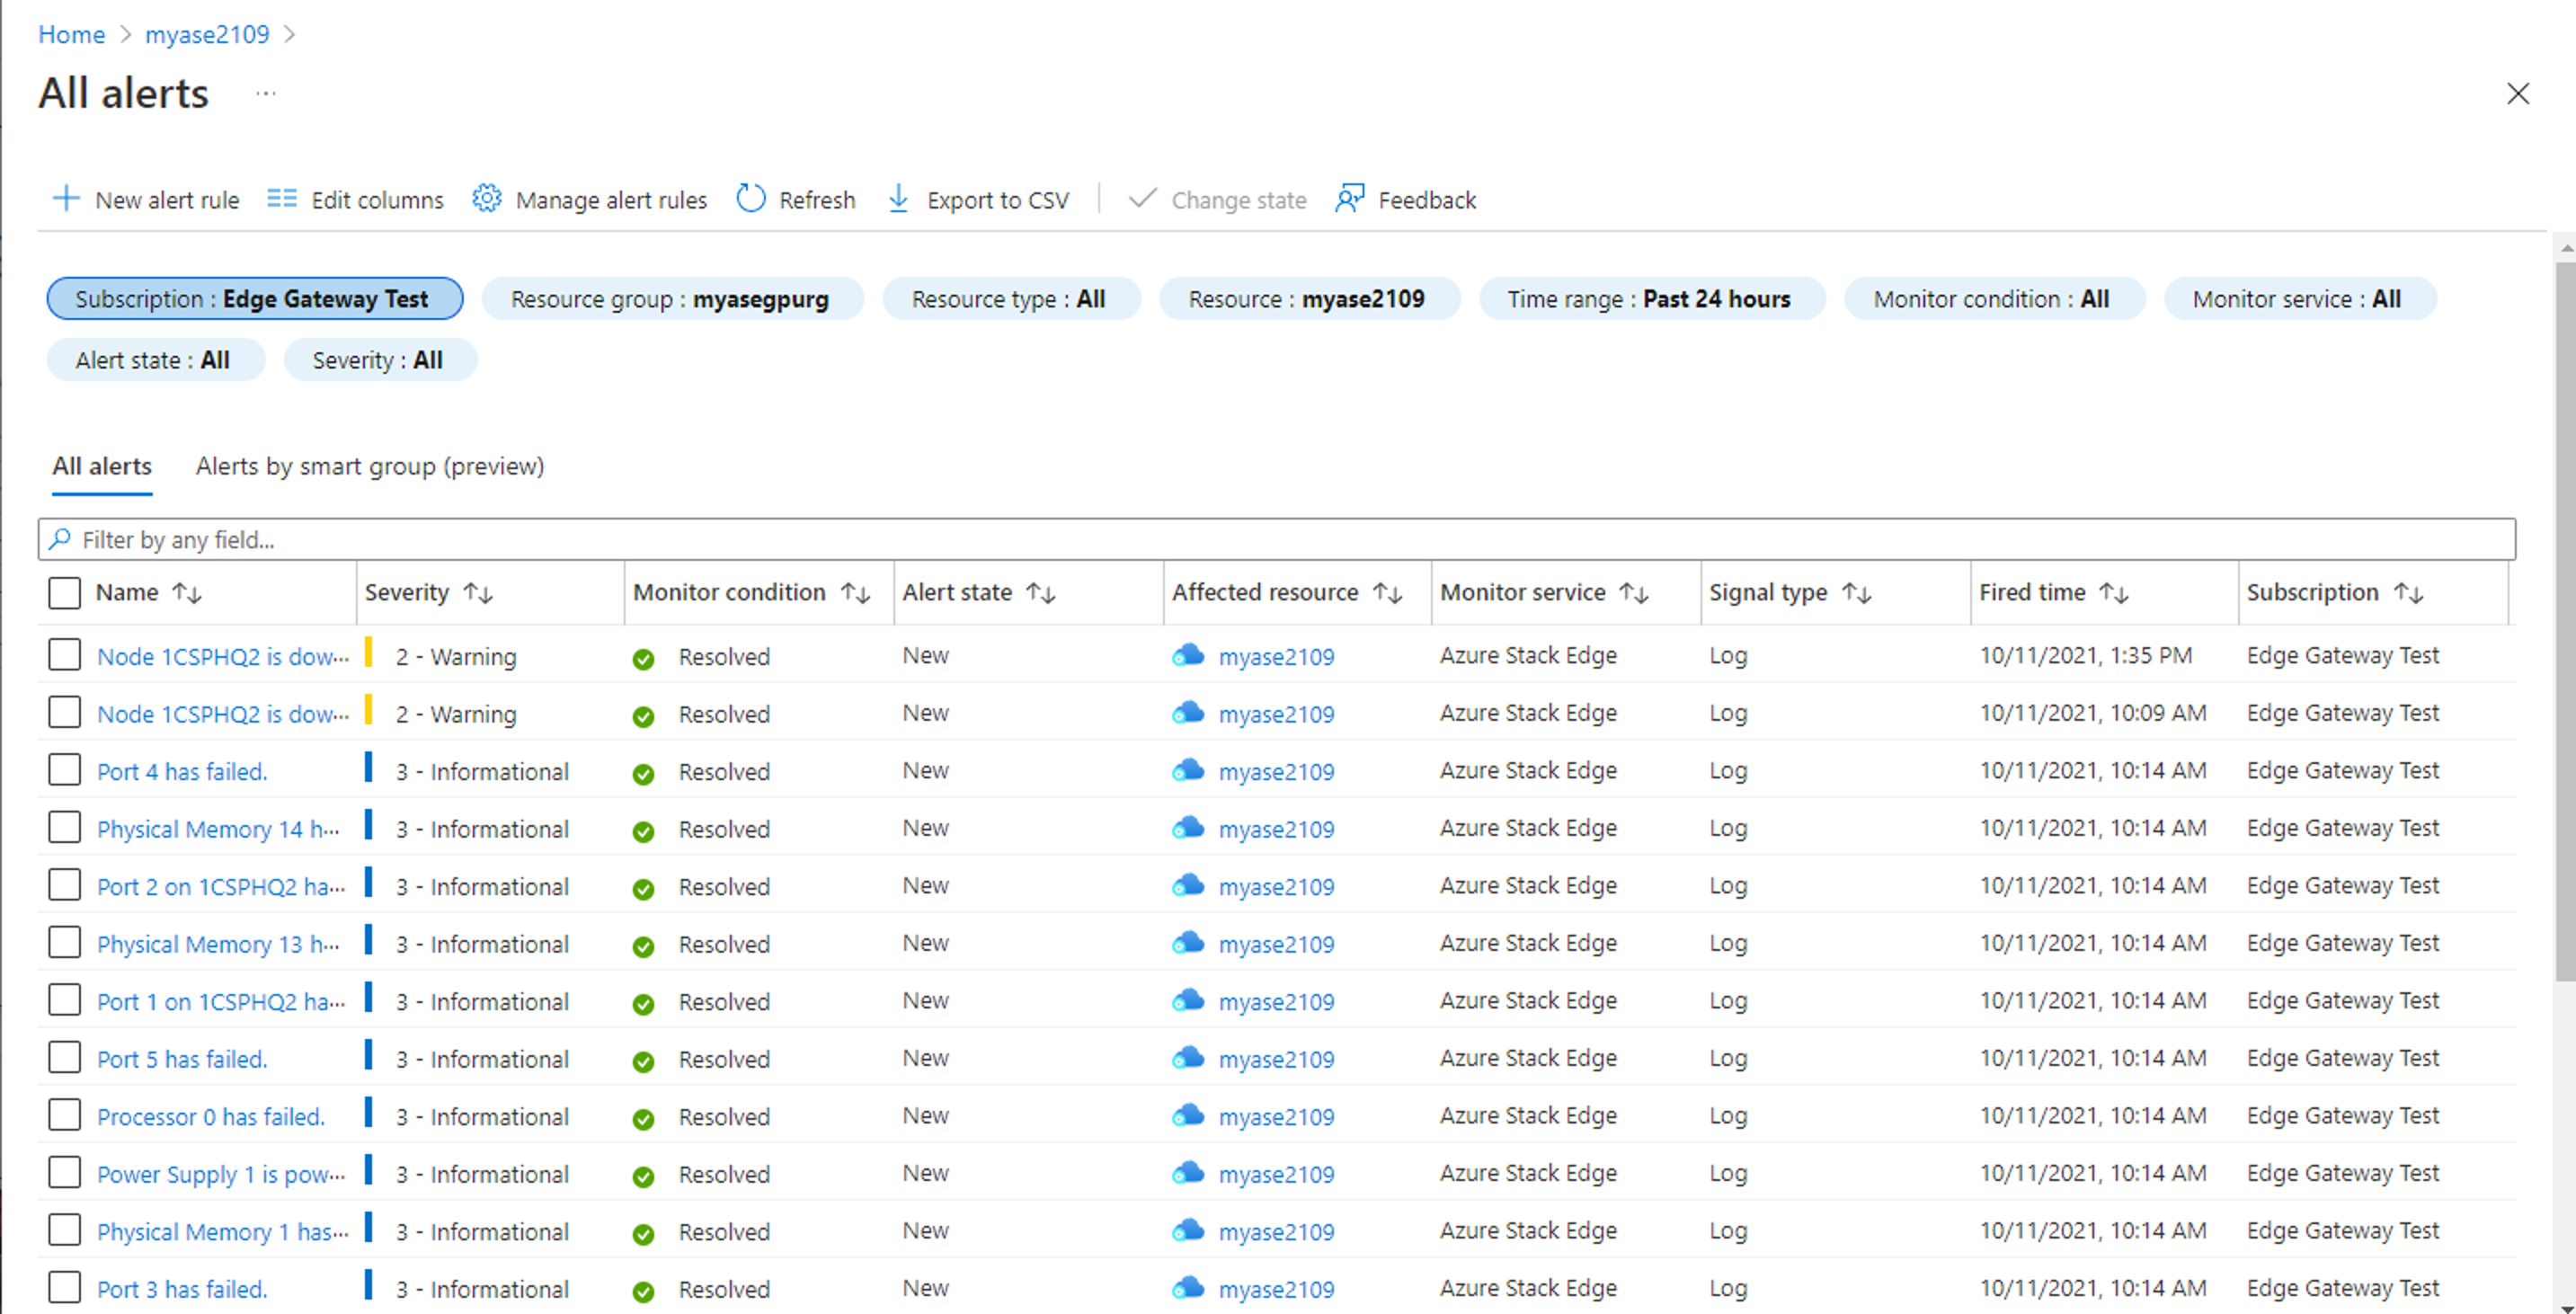 Home > myase2109 >
All alerts ...
New alert rule Edit columns Manage alert rules Refresh Export to CSV Change state Feedback
Subscription : Edge Gateway Test Resource group : myasegpurg Resource type : All Resource : myase2109 Time range : Past 24 hours Monitor condition : All Monitor service : All
Alert state : All Severity : All
All alerts Alerts by smart group (preview)
Filter by any field...
Name ↑↓ Severity ↑↓ Monitor condition ↑↓ Alert state ↑↓ Affected resource ↑↓ Monitor service ↑↓ Signal type ↑↓ Fired time ↑↓ Subscription ↑↓
Node 1CSPHQ2 is dow... 2 - Warning Resolved New myase2109 Azure Stack Edge Log 10/11/2021, 1:35 PM Edge Gateway Test
Node 1CSPHQ2 is dow... 2 - Warning Resolved New myase2109 Azure Stack Edge Log 10/11/2021, 10:09 AM Edge Gateway Test
Port 4 has failed. 3 - Informational Resolved New myase2109 Azure Stack Edge Log 10/11/2021, 10:14 AM Edge Gateway Test
Physical Memory 14 h... 3 - Informational Resolved New myase2109 Azure Stack Edge Log 10/11/2021, 10:14 AM Edge Gateway Test
Port 2 on 1CSPHQ2 ha... 3 - Informational Resolved New myase2109 Azure Stack Edge Log 10/11/2021, 10:14 AM Edge Gateway Test
Physical Memory 13 h... 3 - Informational Resolved New myase2109 Azure Stack Edge Log 10/11/2021, 10:14 AM Edge Gateway Test
Port 1 on 1CSPHQ2 ha... 3 - Informational Resolved New myase2109 Azure Stack Edge Log 10/11/2021, 10:14 AM Edge Gateway Test
Port 5 has failed. 3 - Informational Resolved New myase2109 Azure Stack Edge Log 10/11/2021, 10:14 AM Edge Gateway Test
Processor 0 has failed. 3 - Informational Resolved New myase2109 Azure Stack Edge Log 10/11/2021, 10:14 AM Edge Gateway Test
Power Supply 1 is pow... 3 - Informational Resolved New myase2109 Azure Stack Edge Log 10/11/2021, 10:14 AM Edge Gateway Test
Physical Memory 1 has... 3 - Informational Resolved New myase2109 Azure Stack Edge Log 10/11/2021, 10:14 AM Edge Gateway Test
Port 3 has failed. 3 - Informational Resolved New myase2109 Azure Stack Edge Log 10/11/2021, 10:14 AM Edge Gateway Test